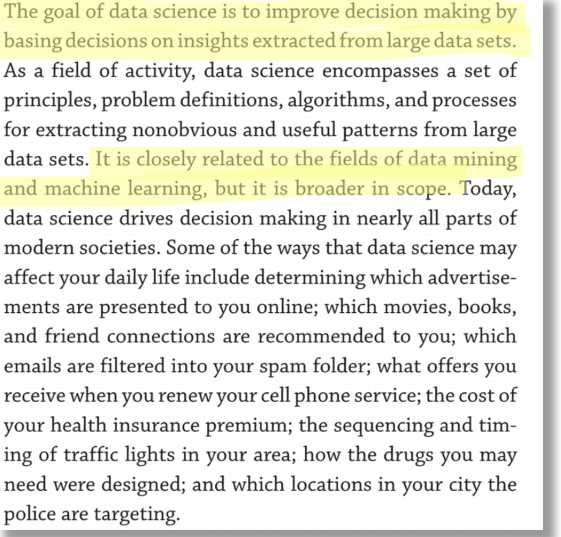 The goal of data science is to improve decision making by
basing decisions on insights extracted from large data sets.
As a field of activity, data science encompasses a set of
principles, problem definitions, algorithms, and processes
for extracting nonobvious and useful patterns from large
data sets. It is closely related to the fields of data mining
and machine learning, but it is broader in scope. Today,
data science drives decision making in nearly all parts of
modern societies. Some of the ways that data science may
affect your daily life include determining which advertise-
ments are presented to you online; which movies, books,
and friend connections are recommended to you; which
emails are filtered into your spam folder; what offers you
receive when you renew your cell phone service; the cost of
your health insurance premium; the sequencing and tim-
ing of traffic lights in your area; how the drugs you may
need were designed; and which locations in your city the
police are targeting.